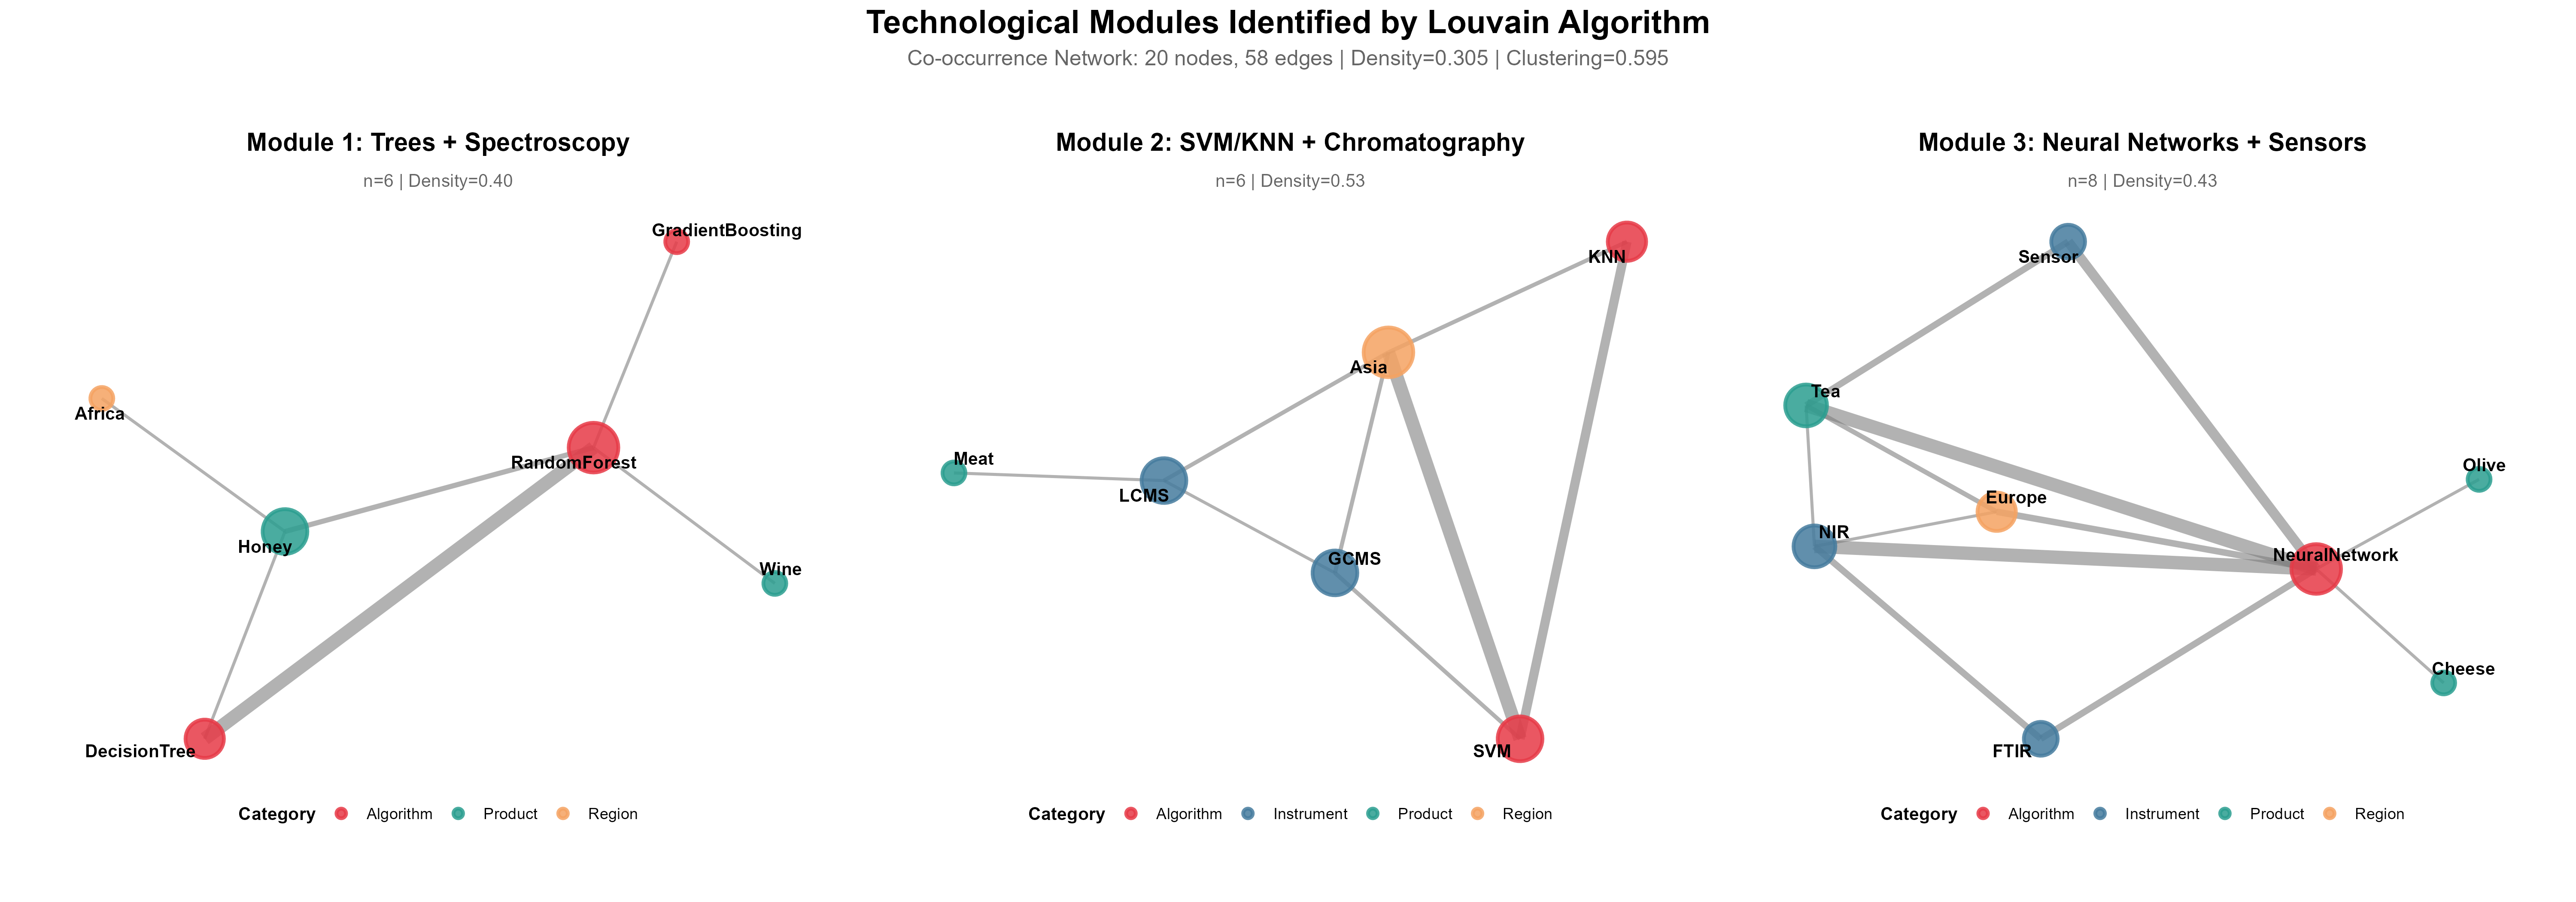 Technological Modules Identified by Louvain Algorithm
Co-occurrence Network: 20 nodes, 58 edges | Density=0.305 | Clustering=0.595
Module 1: Trees + Spectroscopy
n=6 | Density=0.40
GradientBoosting
Africa
RandomForest
Honey
Wine
DecisionTree
Category Algorithm Product Region
Module 2: SVM/KNN + Chromatography
n=6 | Density=0.53
KNN
Asia
Meat
LCMS
GCMS
SVM
Category Algorithm Instrument Product Region
Module 3: Neural Networks + Sensors
n=8 | Density=0.43
Sensor
Tea
Olive
Europe
NIR
NeuralNetwork
Cheese
FTIR
Category Algorithm Instrument Product Region